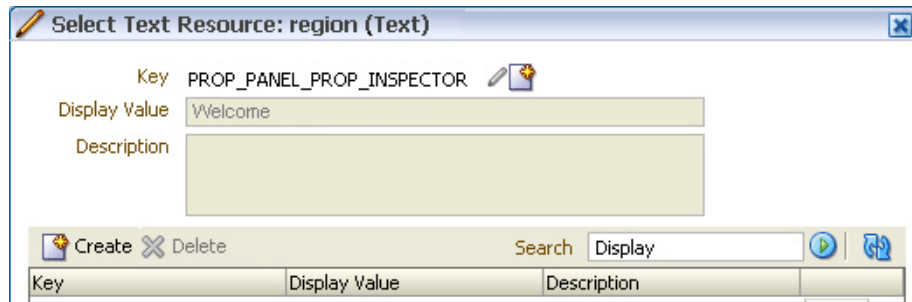 Select Text Resource: region (Text)
Key PROP_PANEL_PROP_INSPECTOR
Display Value Welcome
Description
Create Delete Search Display
Key Display Value Description